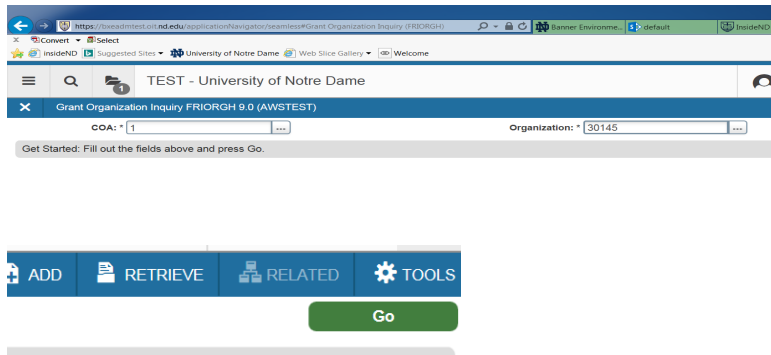 https://bxeadmtest.oit.nd.edu/applicationNavigator/seamless#Grant Organization Inquiry (FRIORGH) Banner Environme... default InsideND
x Convert Select
insideND Suggested Sites University of Notre Dame Web Slice Gallery Welcome
1 TEST - University of Notre Dame
X Grant Organization Inquiry FRIORGH 9.0 (AWSTEST)
COA: * 1 ... Organization: * 30145 ...
Get Started: Fill out the fields above and press Go.
ADD RETRIEVE RELATED TOOLS
Go